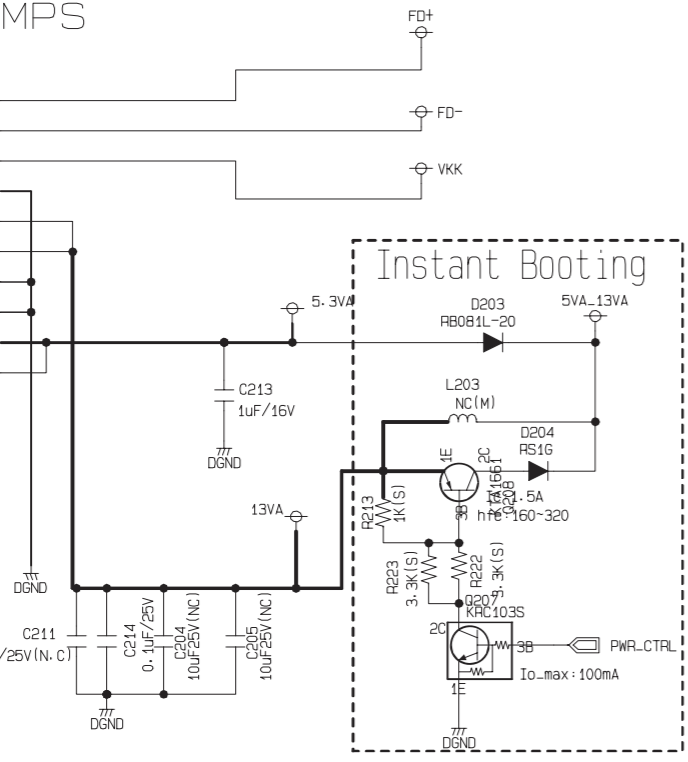 MPS
FD+
FD-
VKK
Instant Booting
5.3VA
D203
RB081L-20
5VA_13VA
L203
NC(M)
C213
1uF/16V
DGND
D204
RS1G
1E
2C
KTA1661
Q208
Ic:1.5A
3B
hfe:160~320
13VA
R213
1K(S)
R223
3.3K(S)
R222
3.3K(S)
DGND
Q207
KRC103S
C211
/25V(N.C)
C214
0.1uF/25V
C204
10uF25V(NC)
C205
10uF25V(NC)
2C
3B
PWR_CTRL
Io_max:100mA
1E
DGND
DGND